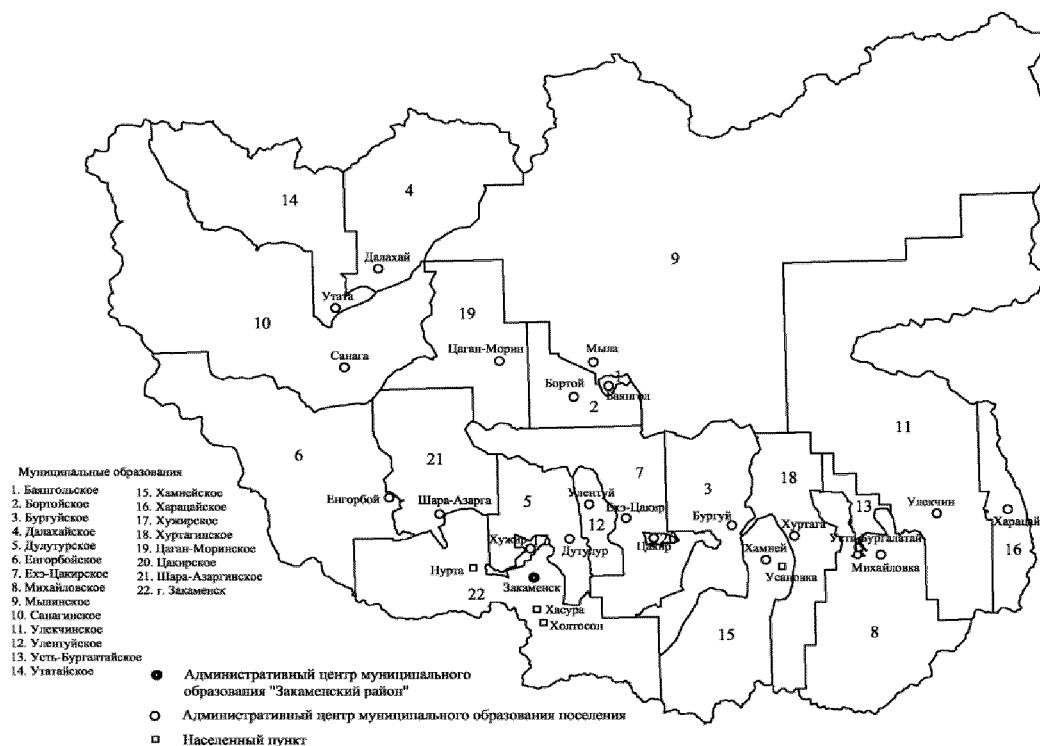 14
4
9
Далахай
Утата
10
19
Санага
Цаган-Морин
Мыла
1
Бортой
Баянгол
2
6
21
7
3
18
11
Енгорбой
Шара-Азарга
5
Улентуй
12
Ехэ-Цакир
Бургуй
13
Улекчин
Харацай
16
Хужир
Дутулур
Цакир
20
Хуртага
Усть-Бургалатай
Хамней
Михайловка
Нурта
Закаменск
Усановка
22
Хасура
Холтосон
15
8
Муниципальные образования
1. Баянгольское
2. Бортойское
3. Бургуйское
4. Далахайское
5. Дулутурское
6. Енгорбойское
7. Ехэ-Цакирское
8. Михайловское
9. Мылинское
10. Санагинское
11. Улекчинское
12. Улентуйское
13. Усть-Бургалтайское
14. Утатайское
15. Хамнейское
16. Харацайское
17. Хужирское
18. Хуртагинское
19. Цаган-Моринское
20. Цакирское
21. Шара-Азаргинское
22. г. Закаменск
Административный центр муниципального
образования "Закаменский район"
Административный центр муниципального образования поселения
Населенный пункт